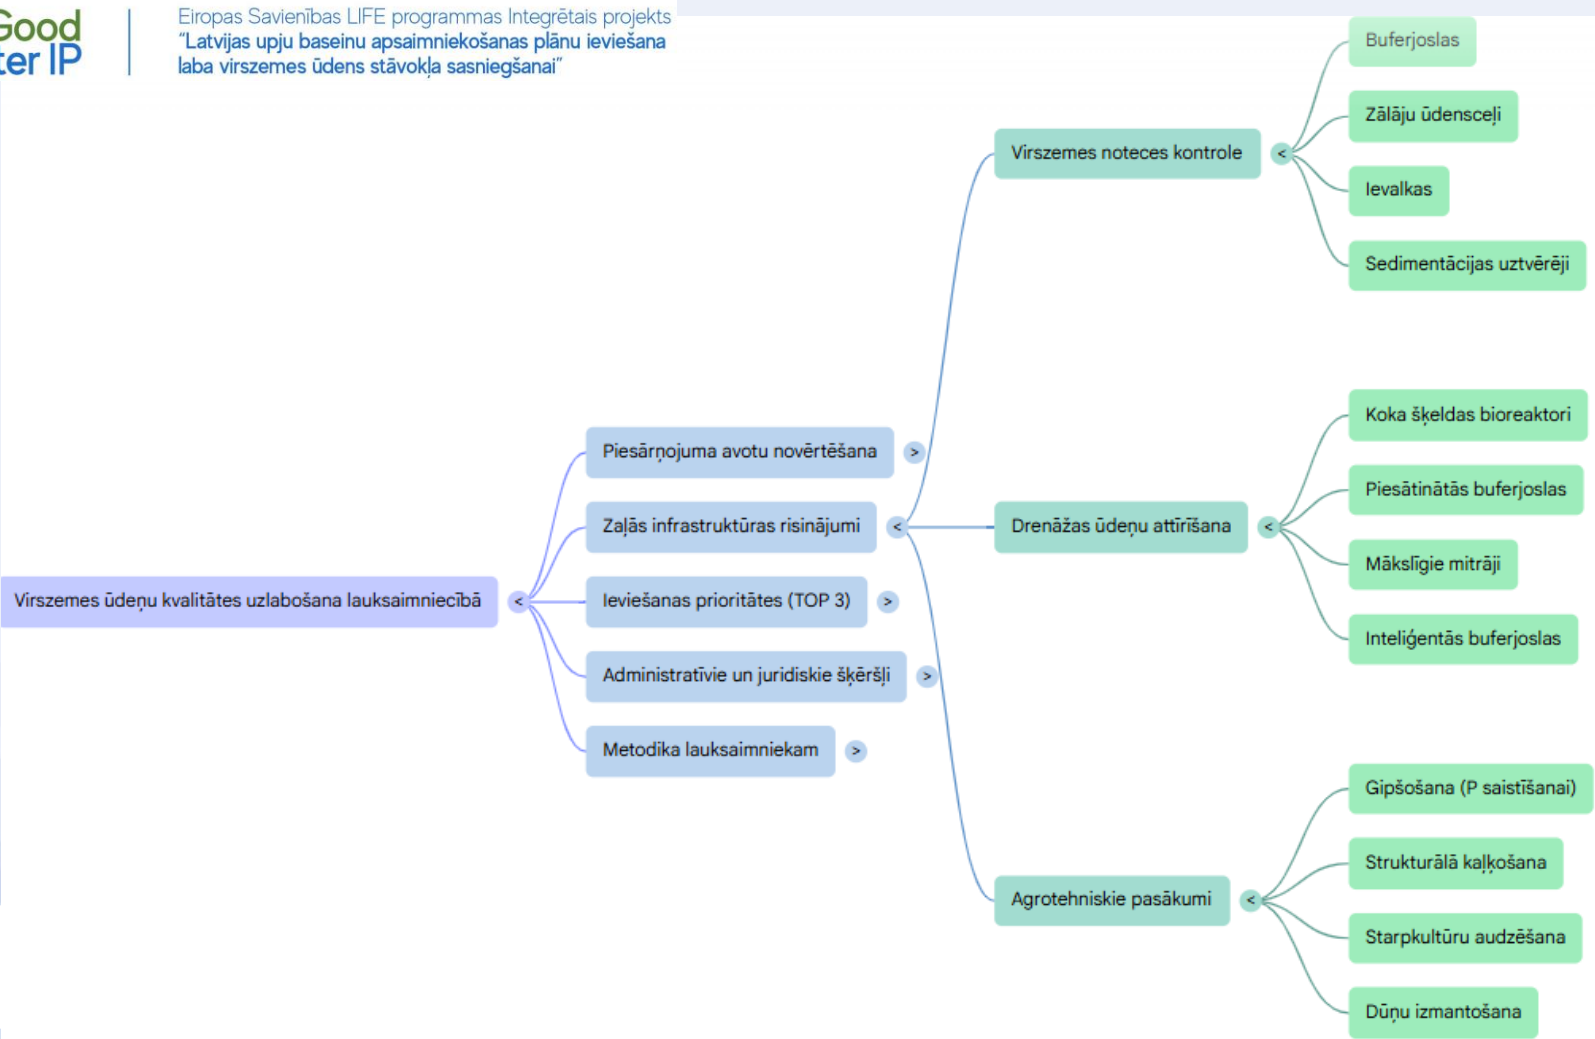 Good
ter IP
Eiropas Savienības LIFE programmas Integrētais projekts
“Latvijas upju baseinu apsaimniekošanas plānu ieviešana
laba virszemes ūdens stāvokļa sasniegšanai”
Virszemes ūdeņu kvalitātes uzlabošana lauksaimniecībā
<
Piesārņojuma avotu novērtēšana
>
Zaļās infrastruktūras risinājumi
<
Ieviešanas prioritātes (TOP 3)
>
Administratīvie un juridiskie šķēršļi
>
Metodika lauksaimniekam
>
Virszemes noteces kontrole
<
Buferjoslas
Zālāju ūdensceļi
Ievalkas
Sedimentācijas uztvērēji
Drenāžas ūdeņu attīrīšana
<
Koka šķeldas bioreaktori
Piesātinātās buferjoslas
Mākslīgie mitrāji
Inteliģentās buferjoslas
Agrotehniskie pasākumi
<
Gipšošana (P saistīšanai)
Strukturālā kaļķošana
Starpkultūru audzēšana
Dūņu izmantošana